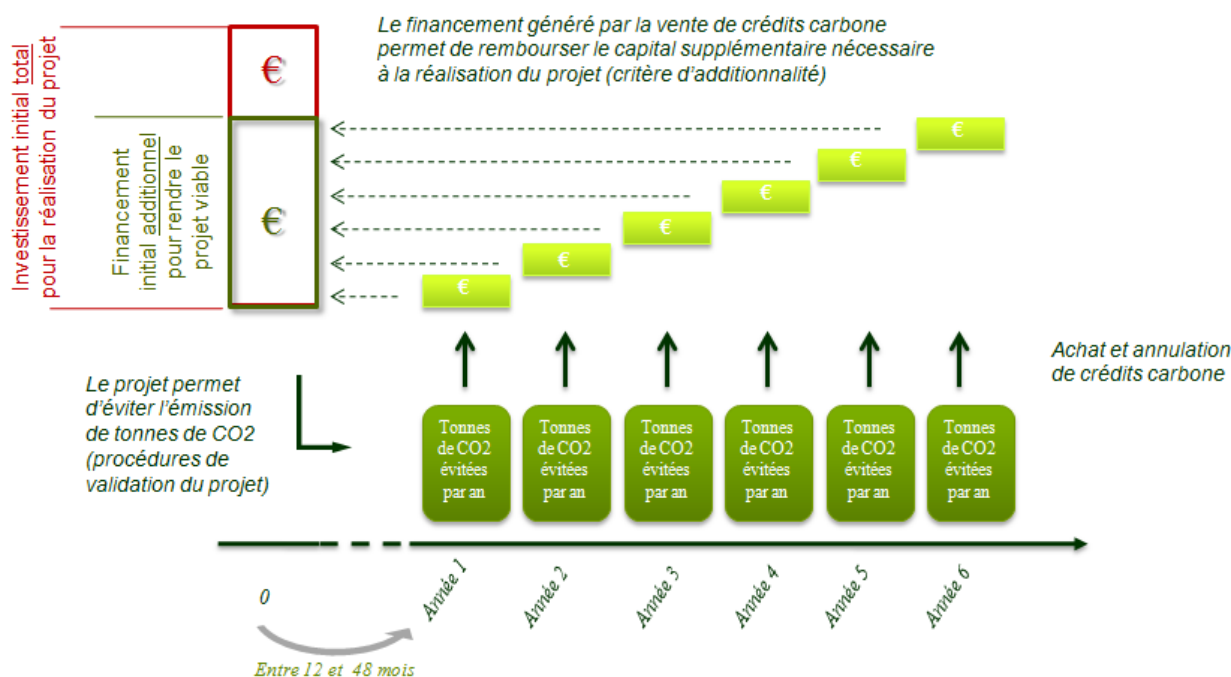 Le financement généré par la vente de crédits carbone
permet de rembourser le capital supplémentaire nécessaire
à la réalisation du projet (critère d'additionnalité)
Investissement initial total
pour la réalisation du projet
Financement
initial additionnel
pour rendre le
projet viable
€
€
€
€
€
€
€
€
Le projet permet
d'éviter l'émission
de tonnes de CO2
(procédures de
validation du projet)
Achat et annulation
de crédits carbone
Tonnes
de CO2
évitées
par an
Tonnes
de CO2
évitées
par an
Tonnes
de CO2
évitées
par an
Tonnes
de CO2
évitées
par an
Tonnes
de CO2
évitées
par an
Tonnes
de CO2
évitées
par an
0
Année 1
Année 2
Année 3
Année 4
Année 5
Année 6
Entre 12 et 48 mois